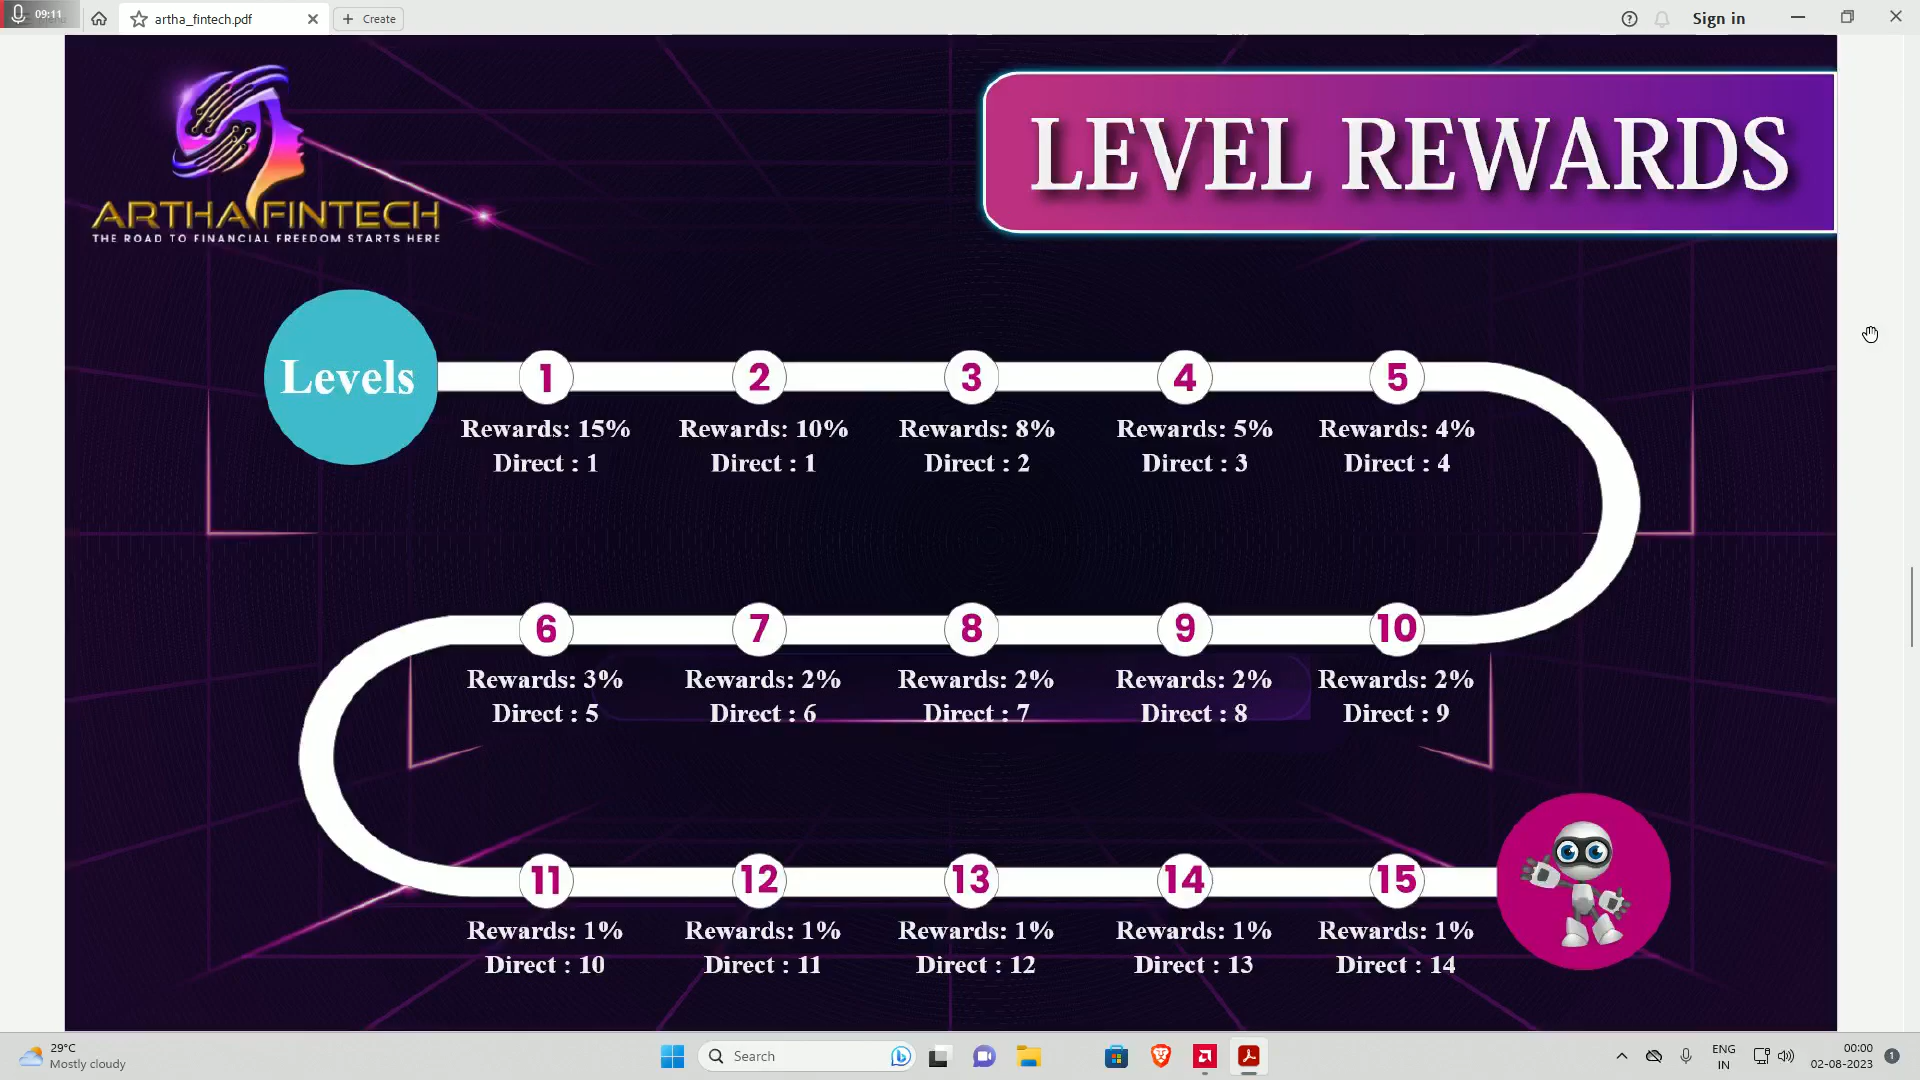 09:11
artha_fintech.pdf
+ Create
Sign in
ARTHA FINTECH
THE ROAD TO FINANCIAL FREEDOM STARTS HERE
LEVEL REWARDS
Levels
1 2 3 4 5
Rewards: 15% Rewards: 10% Rewards: 8% Rewards: 5% Rewards: 4%
Direct : 1 Direct : 1 Direct : 2 Direct : 3 Direct : 4
6 7 8 9 10
Rewards: 3% Rewards: 2% Rewards: 2% Rewards: 2% Rewards: 2%
Direct : 5 Direct : 6 Direct : 7 Direct : 8 Direct : 9
11 12 13 14 15
Rewards: 1% Rewards: 1% Rewards: 1% Rewards: 1% Rewards: 1%
Direct : 10 Direct : 11 Direct : 12 Direct : 13 Direct : 14
29°C
Mostly cloudy
Search
ENG
IN
00:00
02-08-2023
1